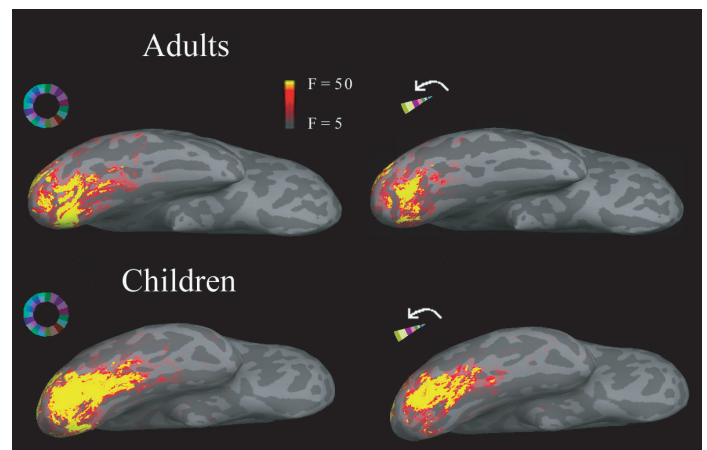 Adults
F = 50
F = 5
Children